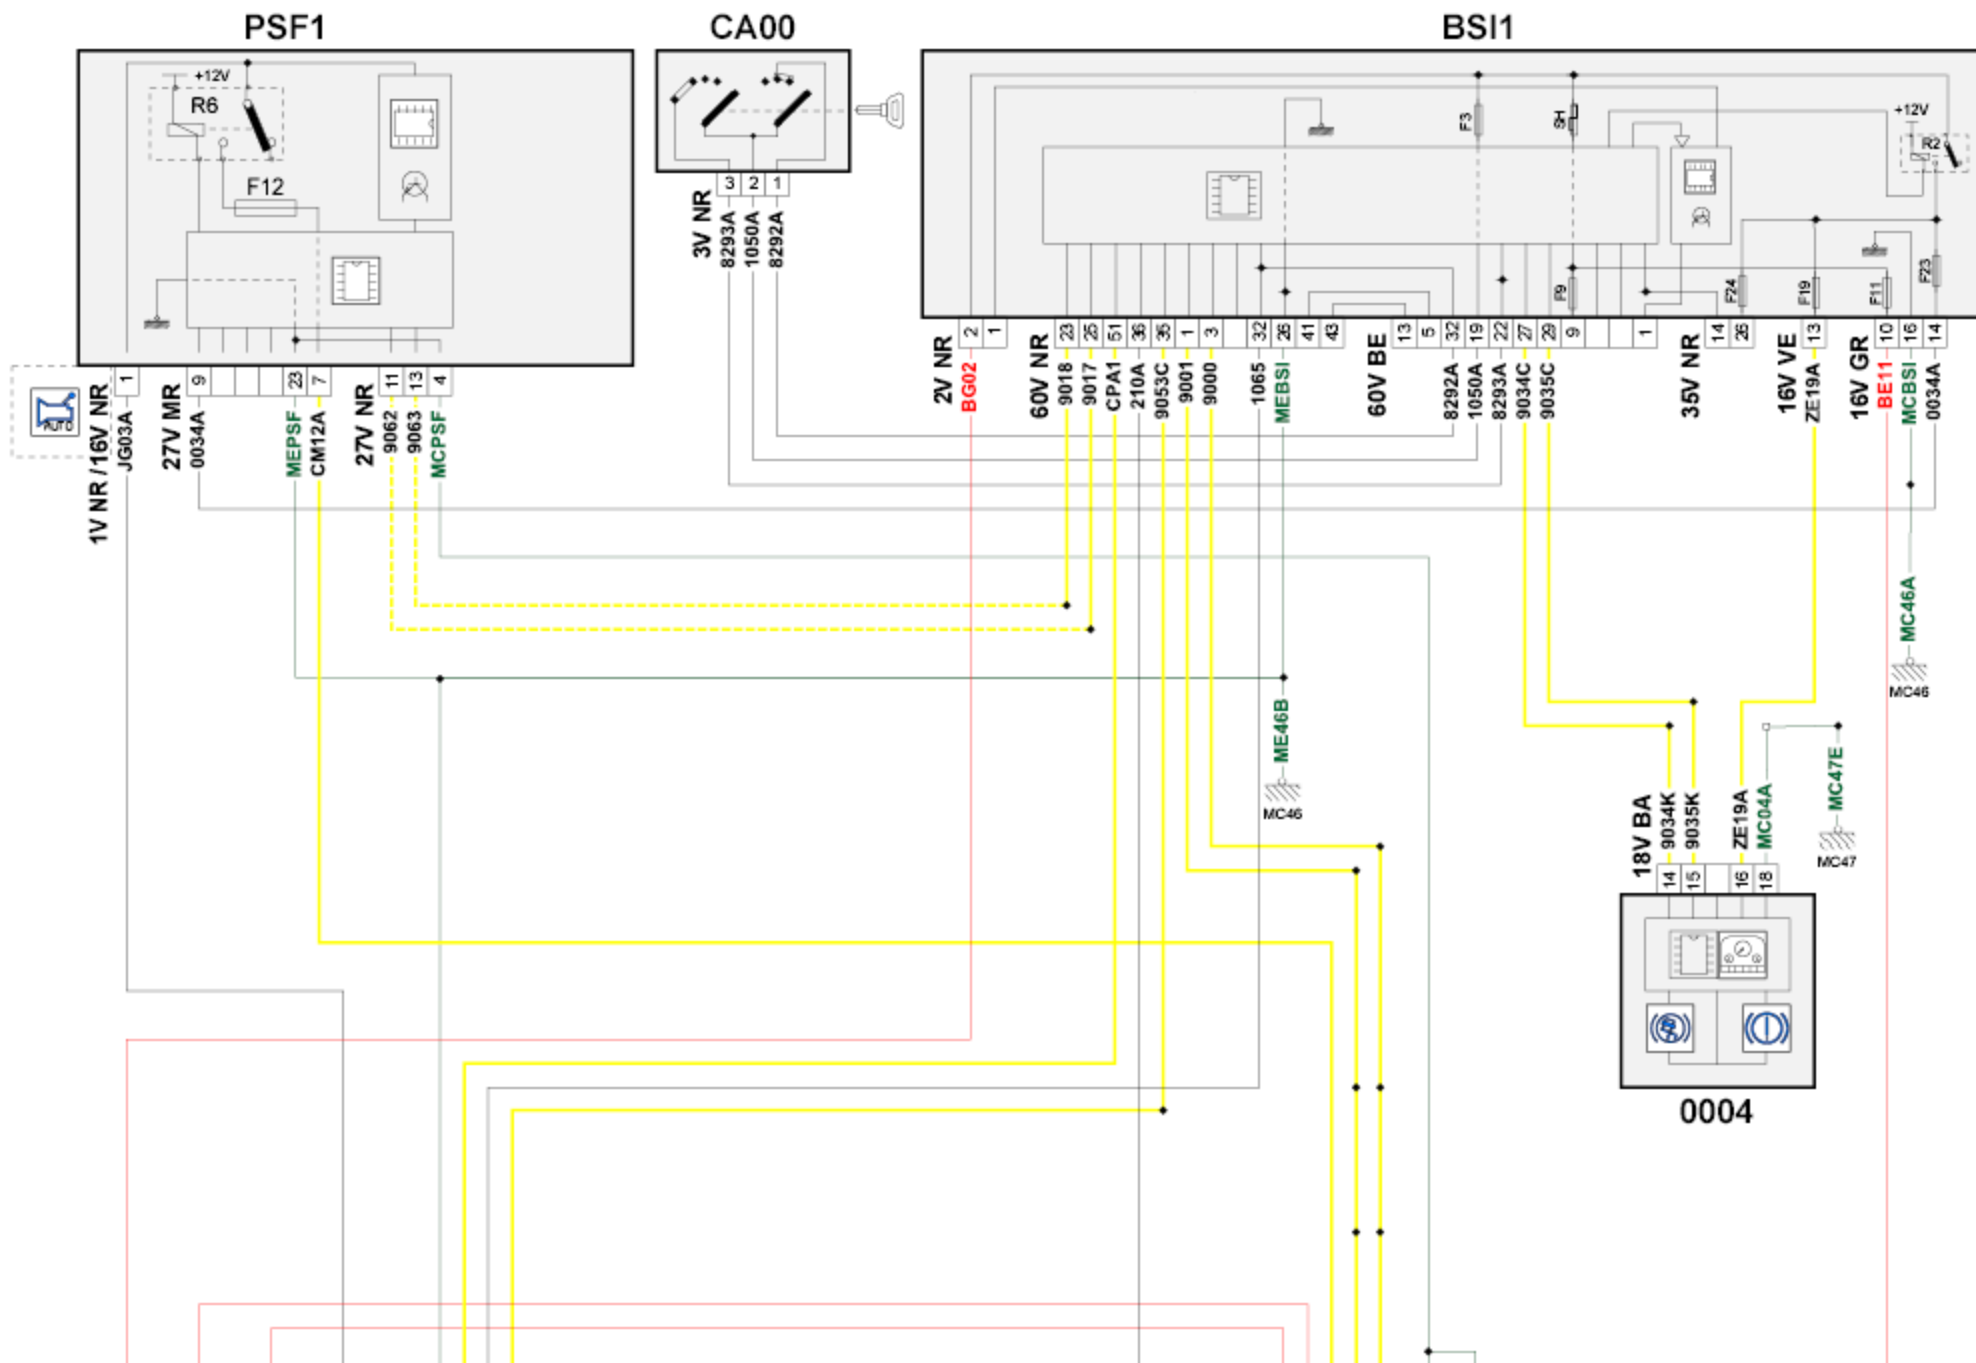 PSF1
CA00
BSI1
+12V
R6
F12
F3
SH
+12V
R2
F9
F24
F19
F11
F23
3 2 1
3V NR
8293A
1050A
8292A
1
9
23
7
11
13
4
AUTO
1V NR /16V NR
JG03A
27V MR
0034A
MEPSF
CM12A
27V NR
9062
9063
MCPSF
2
1
23
25
51
36
35
1
3
32
26
41
43
13
5
32
19
22
27
29
9
1
14
26
13
10
16
14
2V NR
BG02
60V NR
9018
9017
CPA1
210A
9053C
9001
9000
1065
MEBSI
60V BE
8292A
1050A
8293A
9034C
9035C
35V NR
16V VE
ZE19A
16V GR
BE11
MCBSI
0034A
MC46A
MC46
ME46B
MC46
MC47E
MC47
18V BA
9034K
9035K
ZE19A
MC04A
14
15
16
18
0004